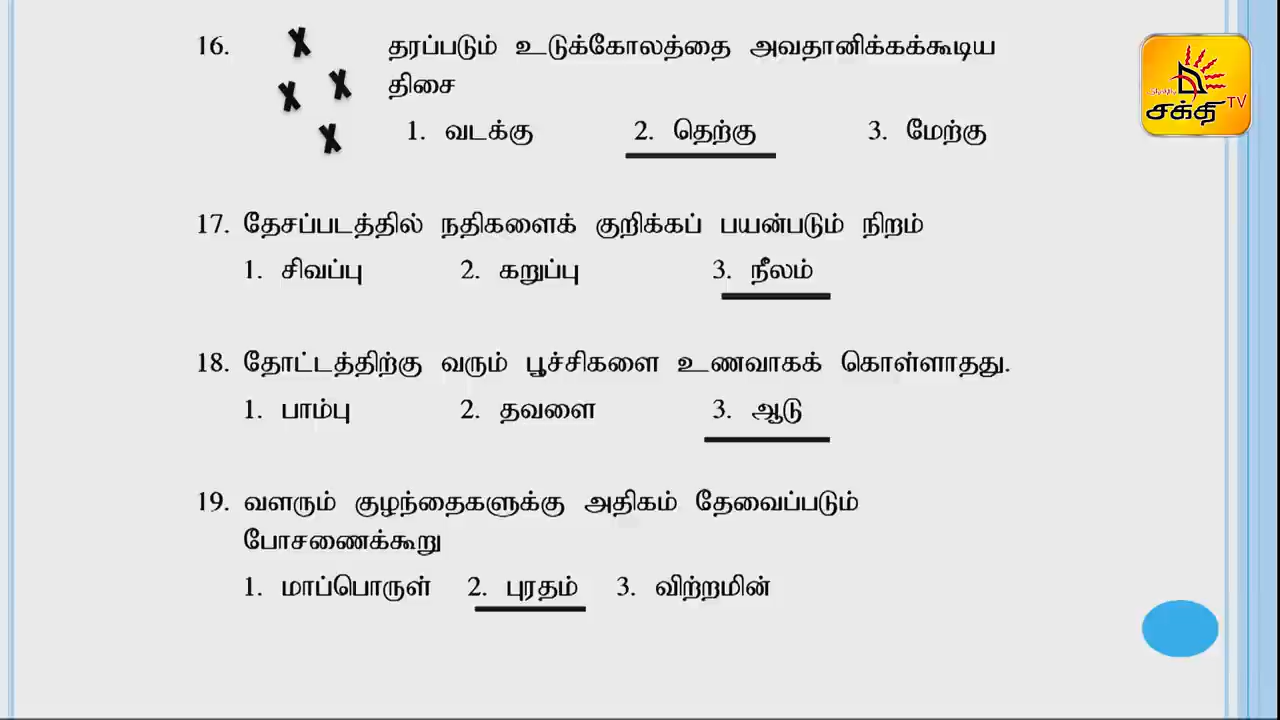 16. தரப்படும் உடுக்கோலத்தை அவதானிக்கக்கூடிய
திசை
1. வடக்கு 2. தெற்கு 3. மேற்கு
17. தேசப்படத்தில் நதிகளைக் குறிக்கப் பயன்படும் நிறம்
1. சிவப்பு 2. கறுப்பு 3. நீலம்
18. தோட்டத்திற்கு வரும் பூச்சிகளை உணவாகக் கொள்ளாதது.
1. பாம்பு 2. தவளை 3. ஆடு
19. வளரும் குழந்தைகளுக்கு அதிகம் தேவைப்படும்
போசணைக்கூறு
1. மாப்பொருள் 2. புரதம் 3. விற்றமின்
சக்தி TV